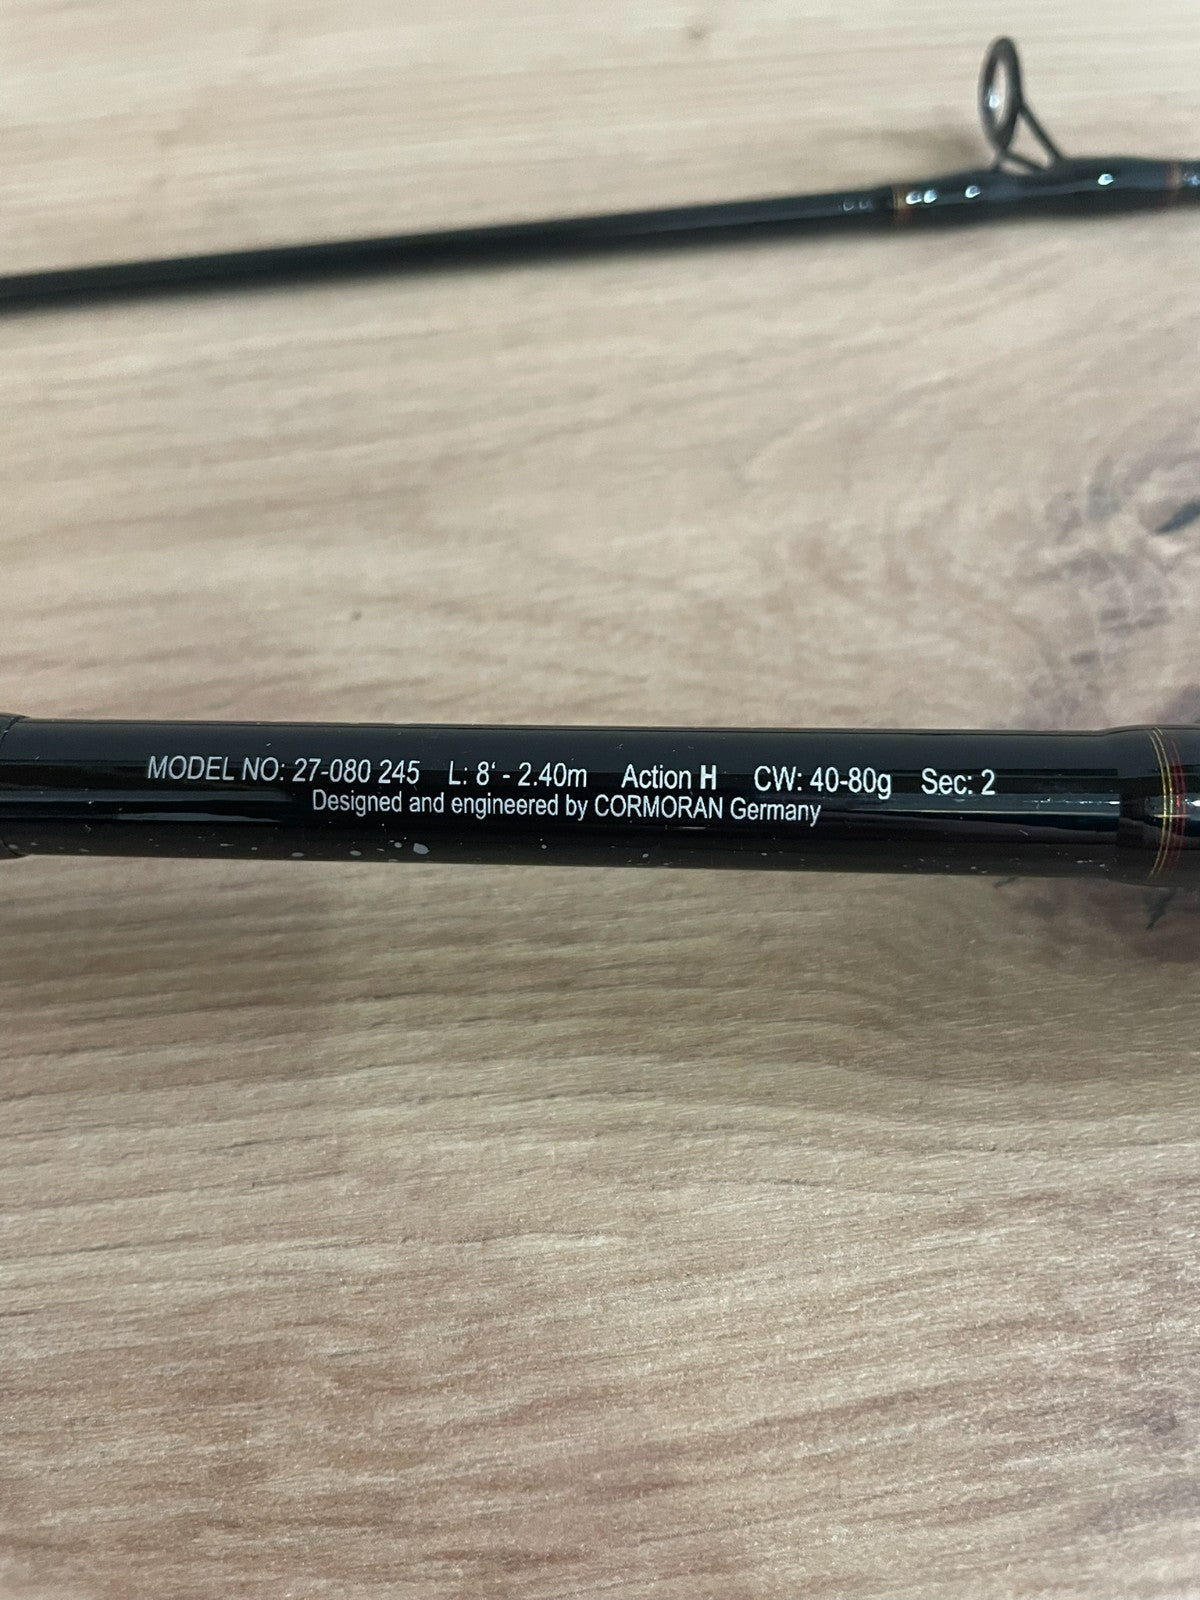 MODEL NO: 27-080 245 L: 8‘ - 2.40m Action H CW: 40-80g Sec: 2
Designed and engineered by CORMORAN Germany